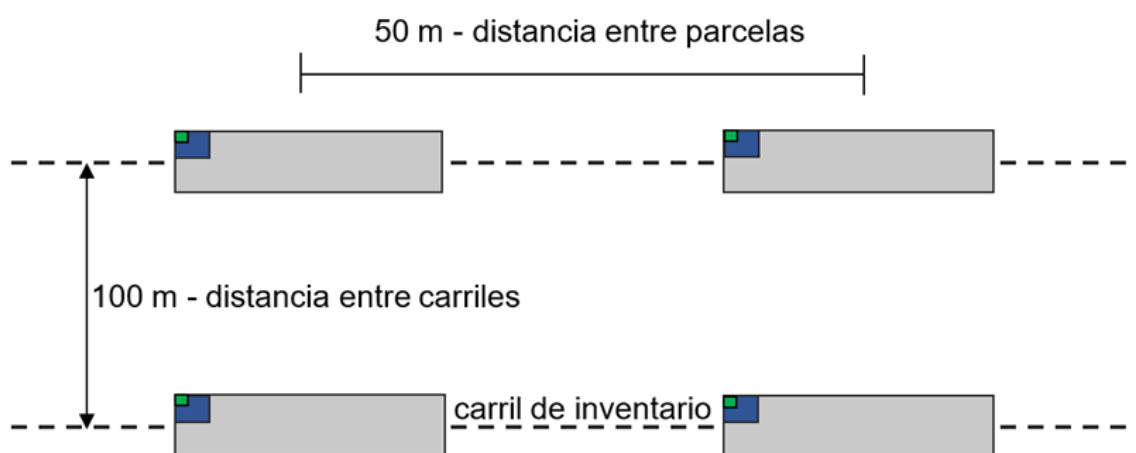 50 m - distancia entre parcelas
100 m - distancia entre carriles
carril de inventario